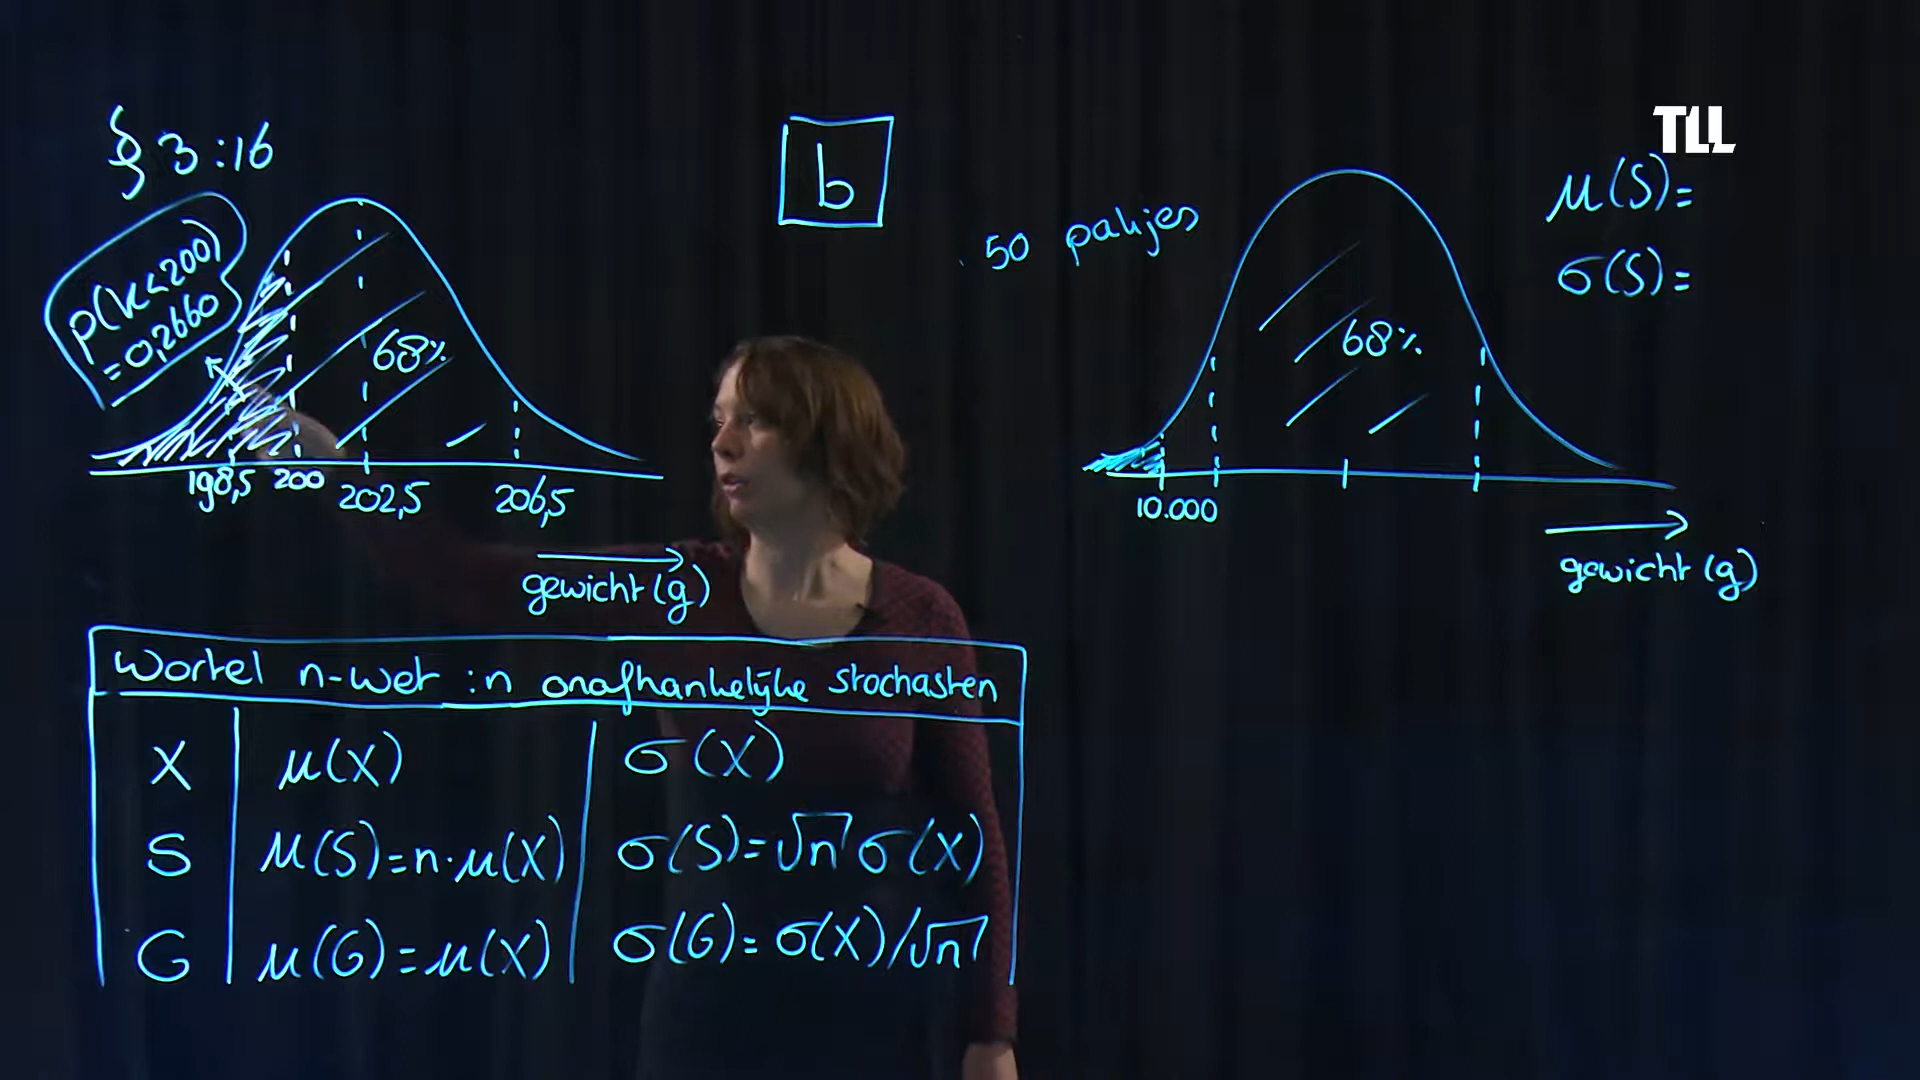 § 3:16
p(x<200)
=0,2660
68%
198,5 200 202,5 206,5
gewicht (g)
b
50 pakjes
TLL
μ(S)=
σ(S)=
68%
10.000
gewicht (g)
Wortel n-wet :n onafhankelijke stochasten
X μ(X) σ(X)
S μ(S)=n·μ(X) σ(S)=√n σ(X)
G μ(G)=μ(X) σ(G)=σ(X)/√n